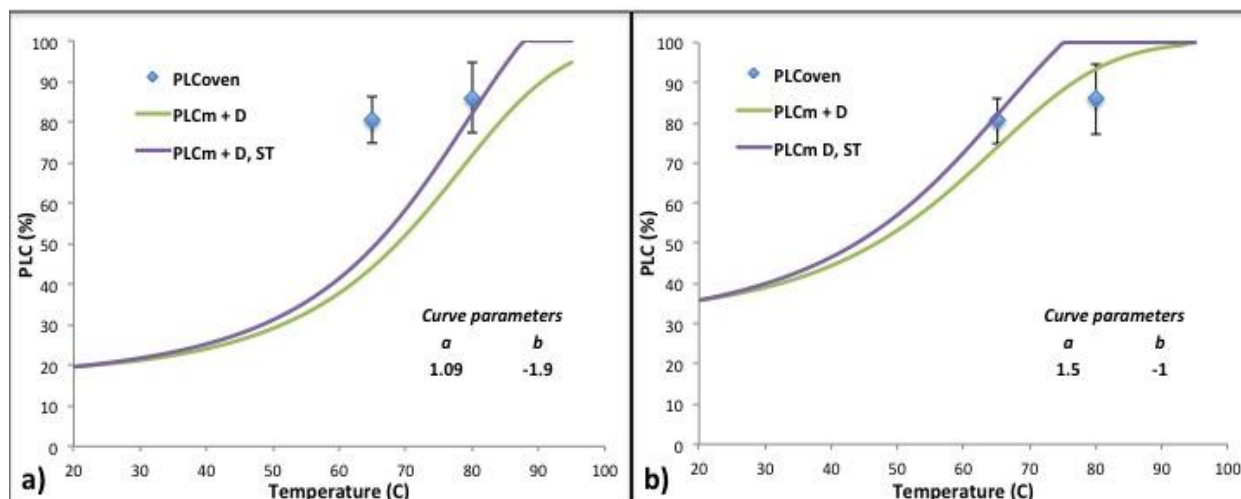 100
90
80
70
60
50
40
30
20
10
0
PLC (%)
PLCoven
PLCm + D
PLCm + D, ST
Curve parameters
a b
1.09 -1.9
20 30 40 50 60 70 80 90 100
Temperature (C)
a)
100
90
80
70
60
50
40
30
20
10
0
PLC (%)
PLCoven
PLCm + D
PLCm D, ST
Curve parameters
a b
1.5 -1
20 30 40 50 60 70 80 90 100
Temperature (C)
b)